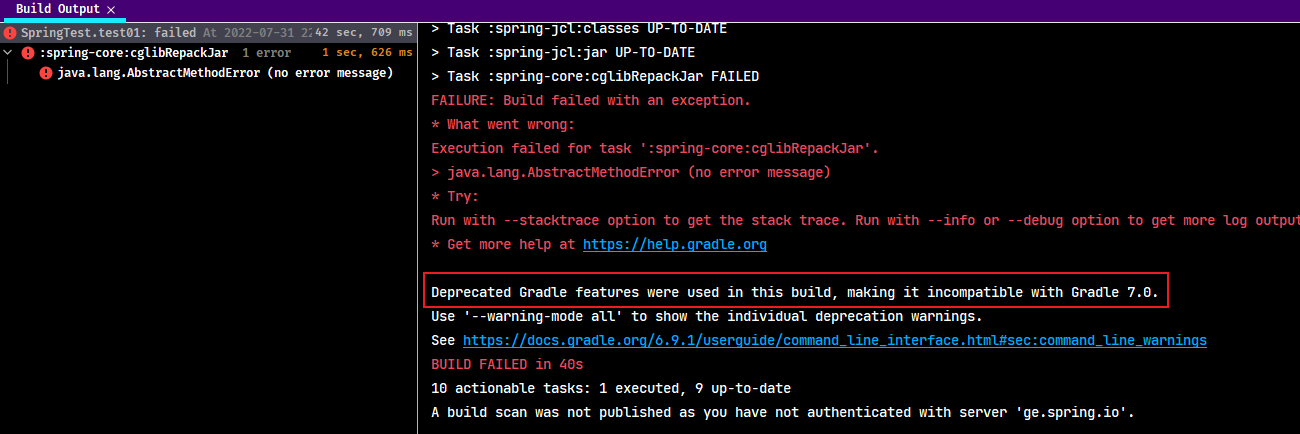 Build Output ×
SpringTest.test01: failed At 2022-07-31 22 42 sec, 709 ms
:spring-core:cglibRepackJar 1 error 1 sec, 626 ms
java.lang.AbstractMethodError (no error message)
> Task :spring-jcl:classes UP-TO-DATE
> Task :spring-jcl:jar UP-TO-DATE
> Task :spring-core:cglibRepackJar FAILED
FAILURE: Build failed with an exception.
* What went wrong:
Execution failed for task ':spring-core:cglibRepackJar'.
> java.lang.AbstractMethodError (no error message)
* Try:
Run with --stacktrace option to get the stack trace. Run with --info or --debug option to get more log output
* Get more help at https://help.gradle.org
Deprecated Gradle features were used in this build, making it incompatible with Gradle 7.0.
Use '--warning-mode all' to show the individual deprecation warnings.
See https://docs.gradle.org/6.9.1/userguide/command_line_interface.html#sec:command_line_warnings
BUILD FAILED in 40s
10 actionable tasks: 1 executed, 9 up-to-date
A build scan was not published as you have not authenticated with server 'ge.spring.io'.